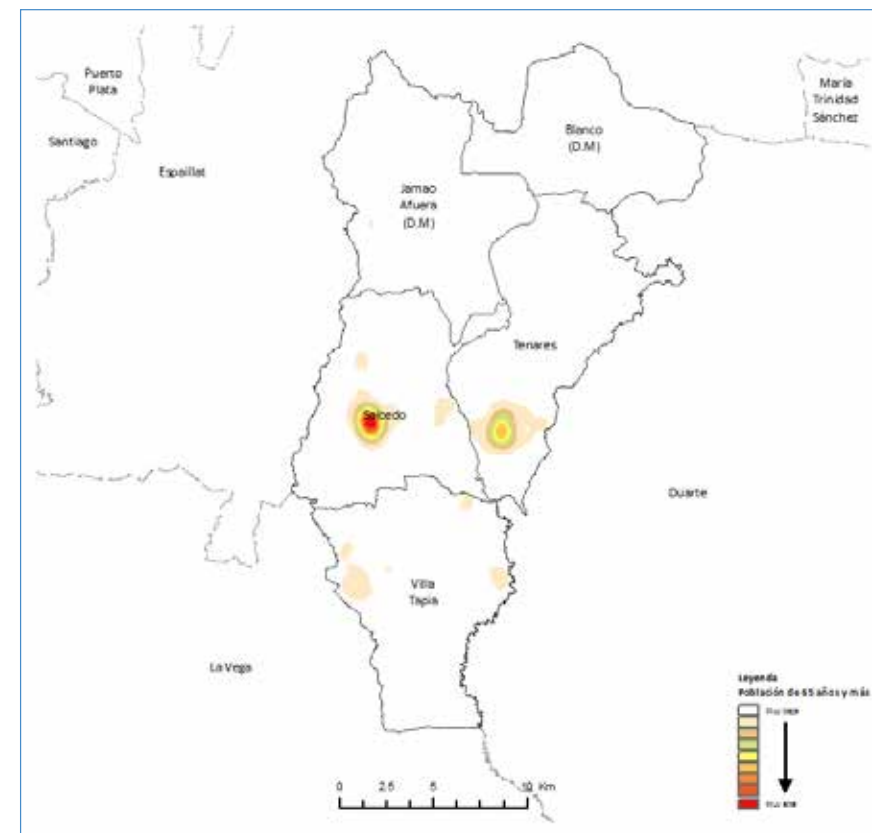 Puerto
Plata
Santiago
Espaillat
Jamao
Afuera
(D.M)
Blanco
(D.M)
María
Trinidad
Sánchez
Tenares
Salcedo
Duarte
Villa
Tapia
La Vega
Leyenda
Población de 65 años y más
0 2.5 5 10 Km